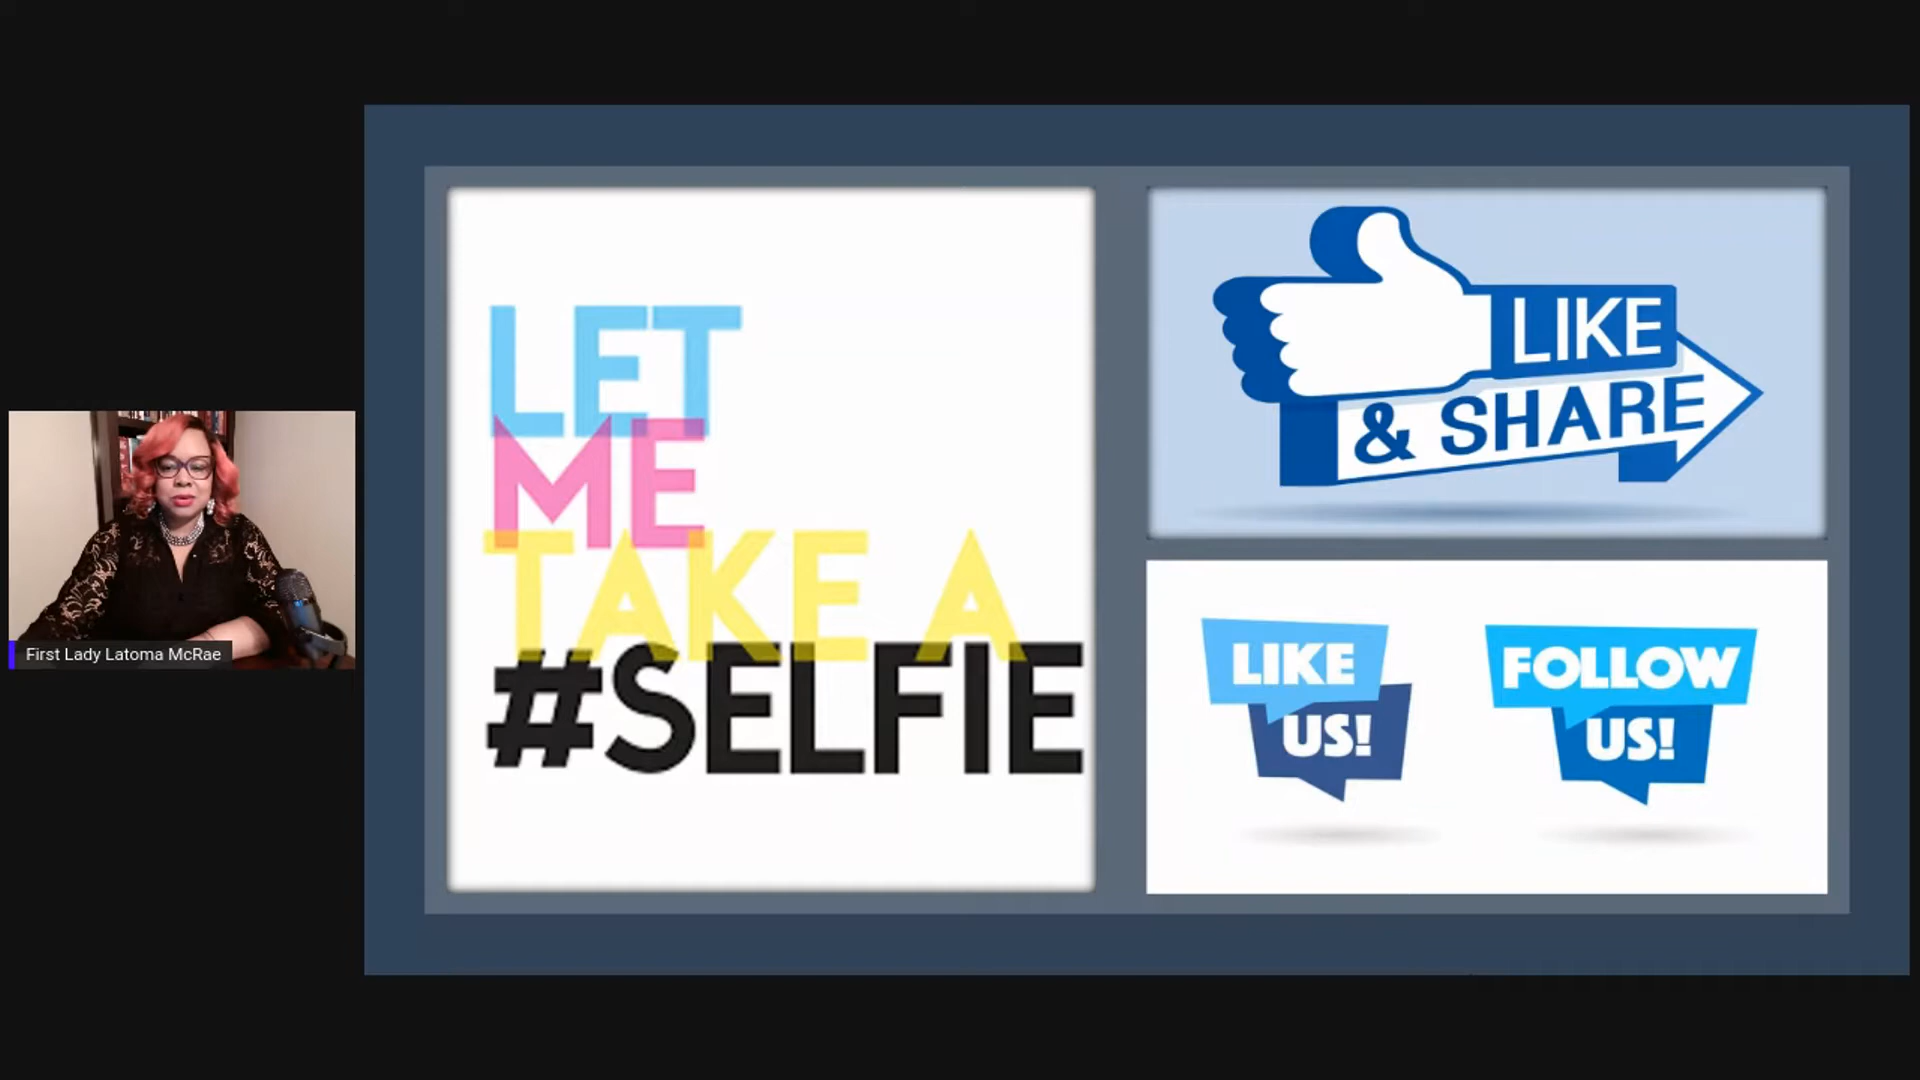 First Lady Latoma McRae
LET
ME
TAKE A
#SELFIE
LIKE
& SHARE
LIKE
US!
FOLLOW
US!